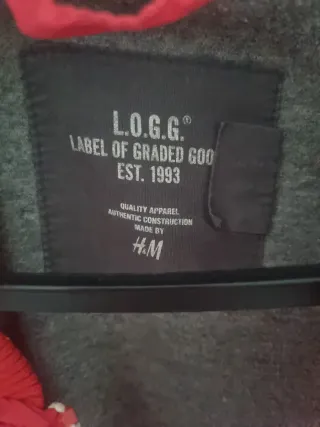 L.O.G.G.®
LABEL OF GRADED GOO
EST. 1993
QUALITY APPAREL
AUTHENTIC CONSTRUCTION
MADE BY
H&M